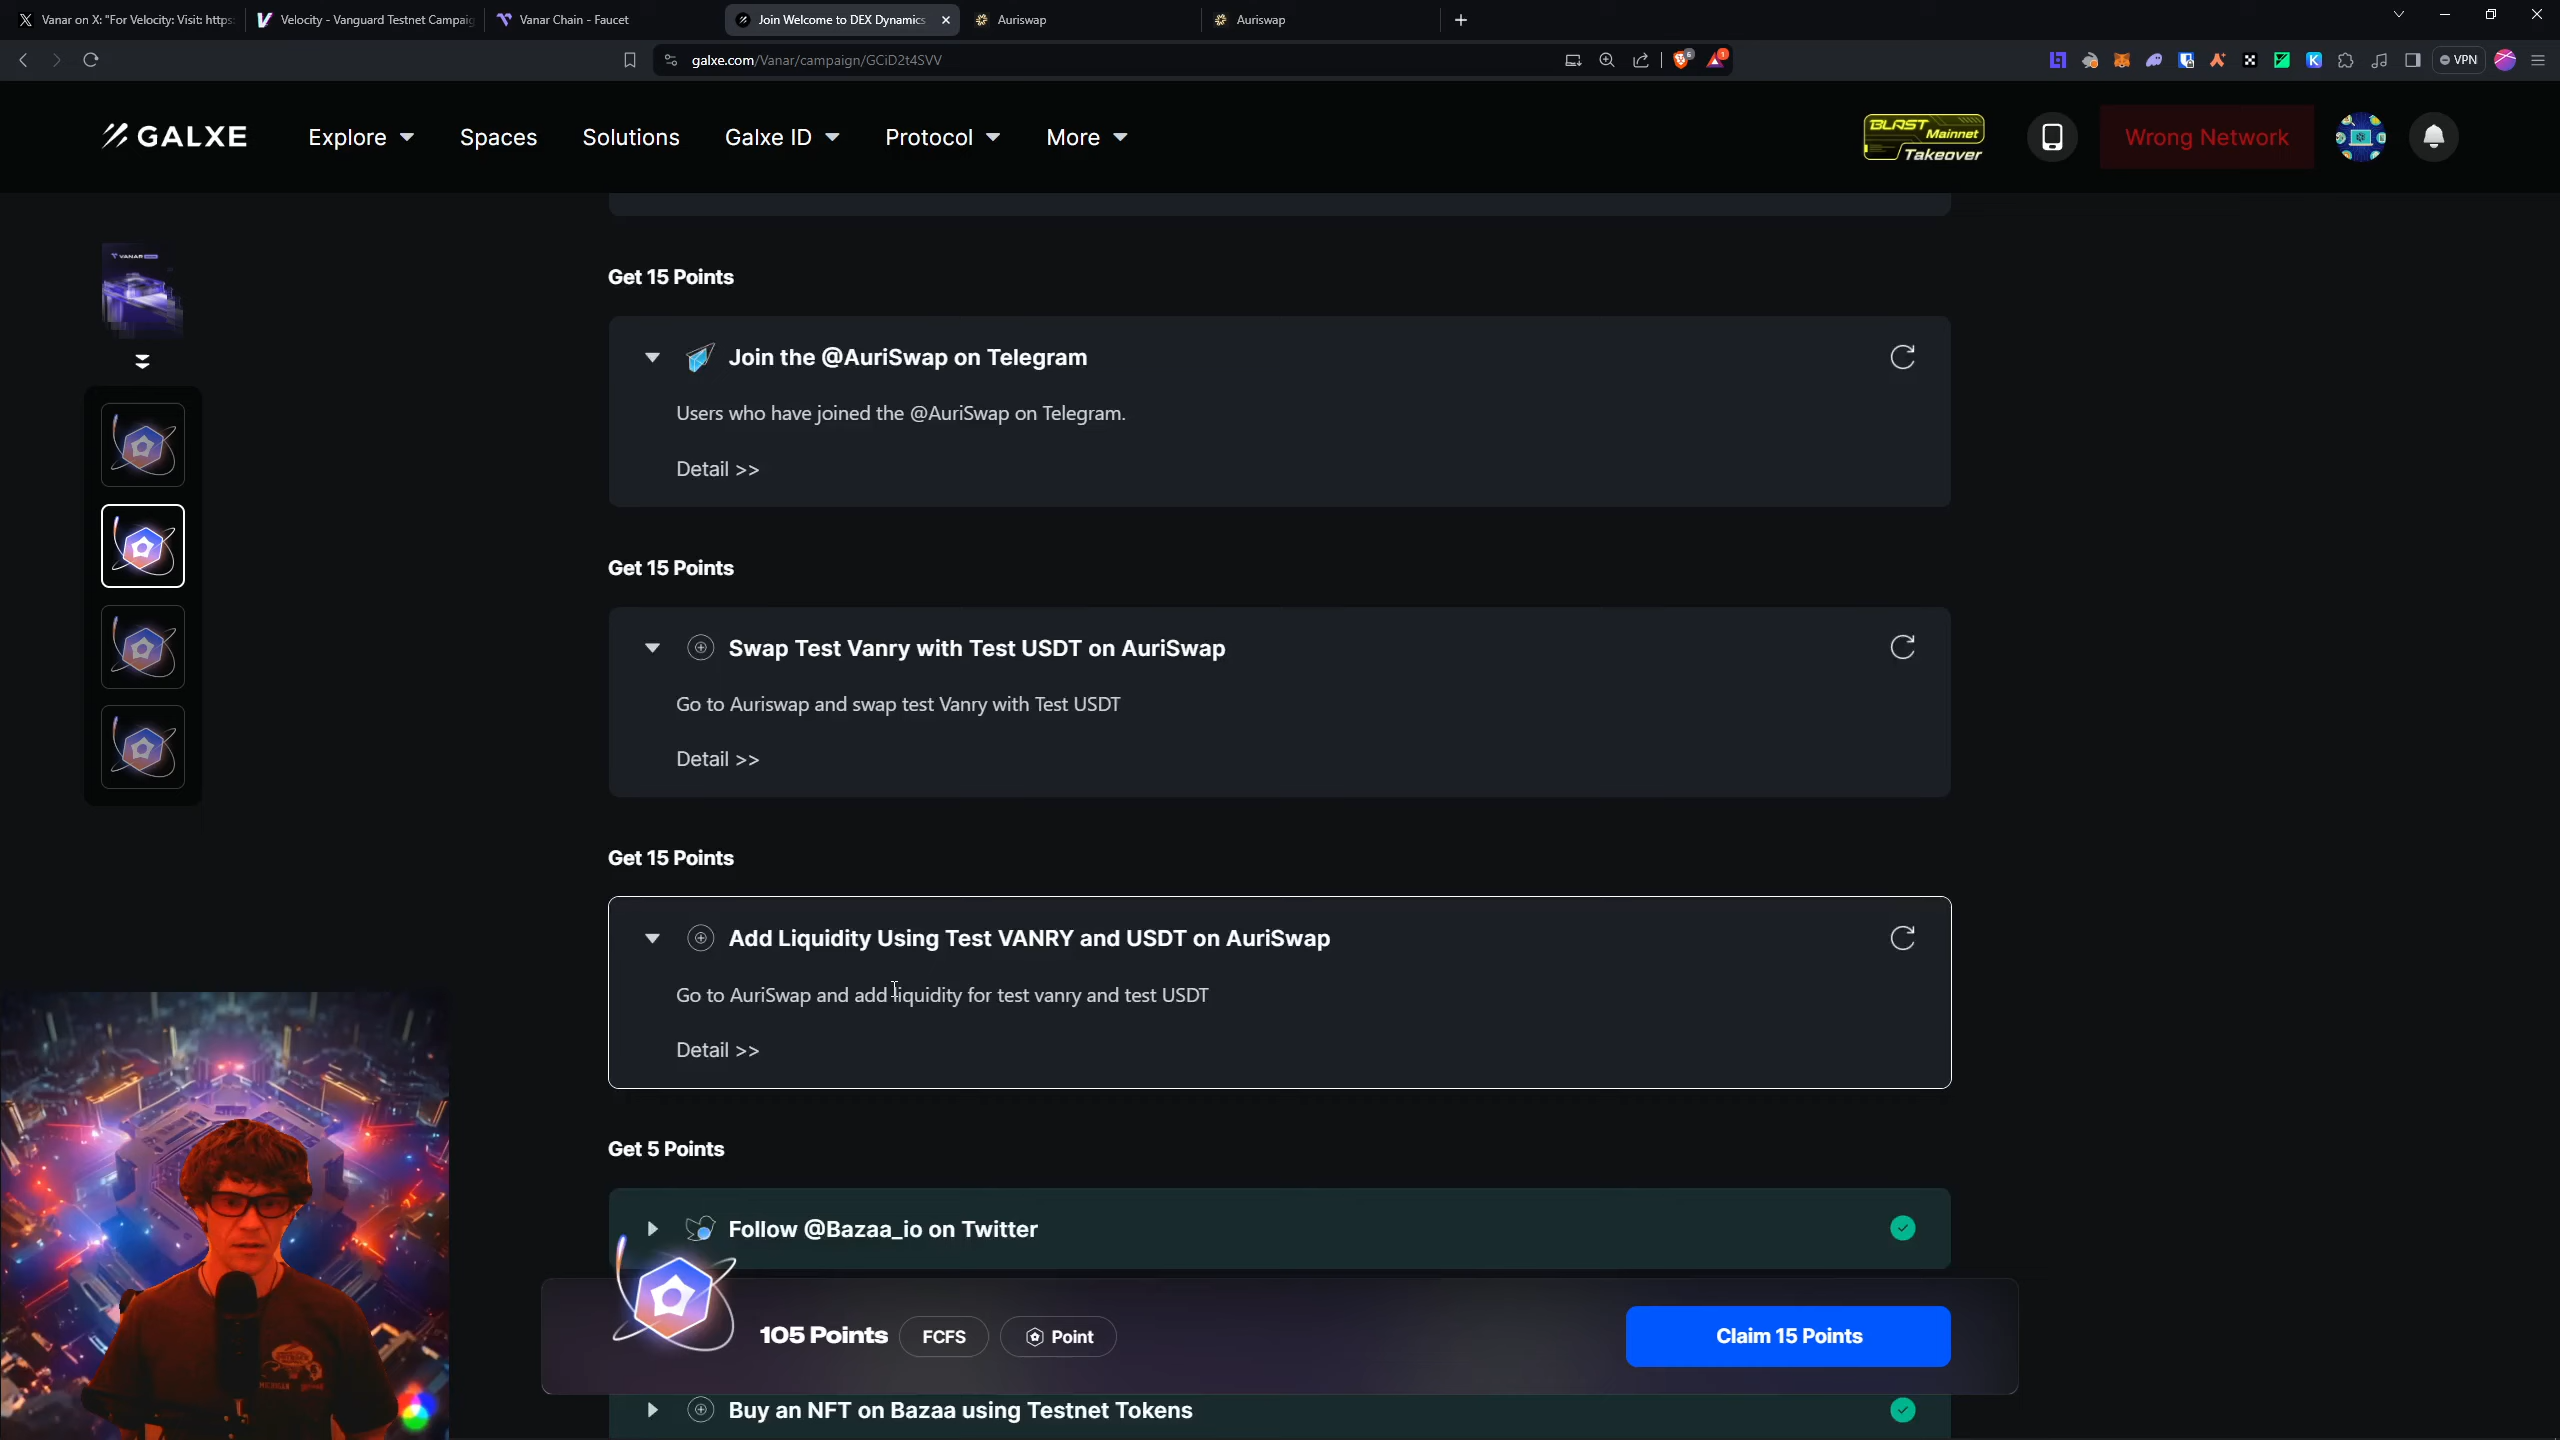 Vanar on X: "For Velocity: Visit: https:
Velocity - Vanguard Testnet Campaig
Vanar Chain - Faucet
Join Welcome to DEX Dynamics
Auriswap
Auriswap
galxe.com/Vanar/campaign/GCiD2t4SVV
VPN
GALXE
Explore
Spaces
Solutions
Galxe ID
Protocol
More
BLAST Mainnet
Takeover
Wrong Network
VANAR
Get 15 Points
Join the @AuriSwap on Telegram
Users who have joined the @AuriSwap on Telegram.
Detail >>
Get 15 Points
Swap Test Vanry with Test USDT on AuriSwap
Go to Auriswap and swap test Vanry with Test USDT
Detail >>
Get 15 Points
Add Liquidity Using Test VANRY and USDT on AuriSwap
Go to AuriSwap and add liquidity for test vanry and test USDT
Detail >>
Get 5 Points
Follow @Bazaa_io on Twitter
105 Points
FCFS
Point
Claim 15 Points
Buy an NFT on Bazaa using Testnet Tokens